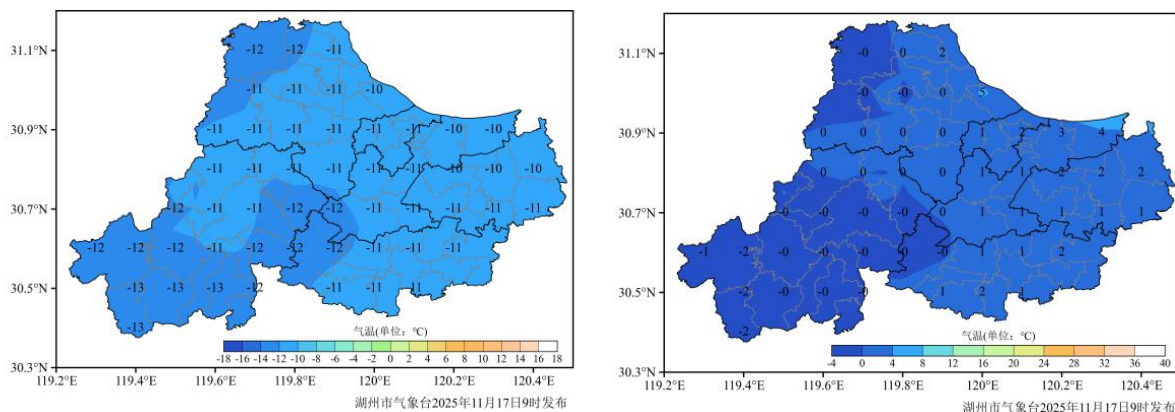 31.1°N -12 -12 -11
-11 -11 -10
30.9°N -11 -11 -11 -11 -11 -11 -10 -10
-11 -11 -11 -11 -11 -10 -10 -10
30.7°N -12 -11 -11 -12 -12 -11 -11 -11 -11 -11
-12 -12 -12 -11 -12 -12 -12 -11 -11 -11
30.5°N -13 -13 -13 -12 -11 -11 -11
-13
气温(单位：℃)
-18 -16 -14 -12 -10 -8 -6 -4 -2 0 2 4 6 8 10 12 14 16 18
30.3°N
119.2°E 119.4°E 119.6°E 119.8°E 120°E 120.2°E 120.4°E
湖州市气象台2025年11月17日9时发布
31.1°N -0 0 2
-0 -0 0 5
30.9°N 0 0 0 0 1 2 3 4
0 0 0 0 1 1 2 2 2
30.7°N -0 -0 -0 -0 0 1 1 1 1
-1 -2 -0 -0 -0 -0 -0 1 1 2
30.5°N -2 -0 -0 -0 1 2 1
-2
气温(单位：℃)
-4 0 4 8 12 16 20 24 28 32 36 40
30.3°N
119.2°E 119.4°E 119.6°E 119.8°E 120°E 120.2°E 120.4°E
湖州市气象台2025年11月17日9时发布